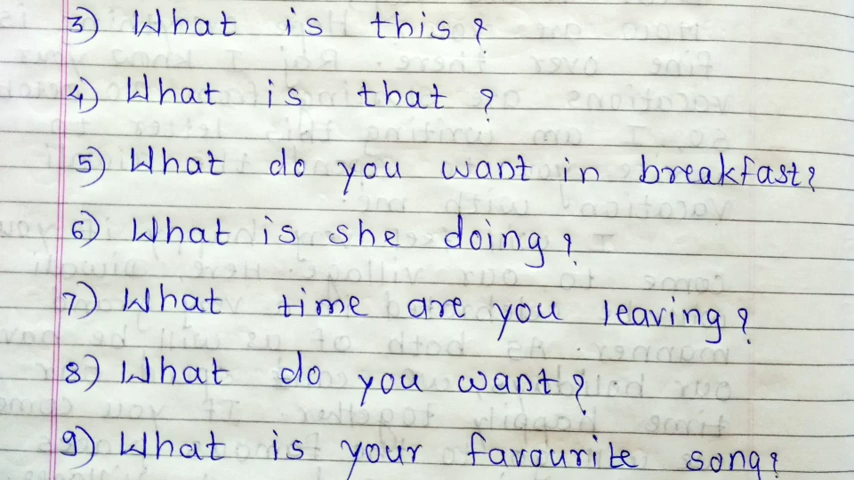 3) What is this?
4) What is that?
5) What do you want in breakfast?
6) What is she doing?
7) What time are you leaving?
8) What do you want?
9) What is your favourite song?